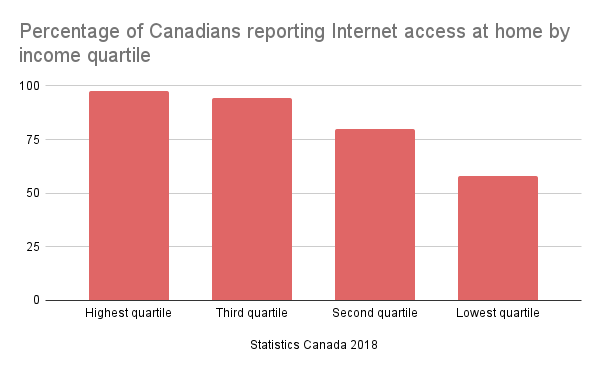 Percentage of Canadians reporting Internet access at home by
income quartile
100
75
50
25
0
Highest quartile
Third quartile
Second quartile
Lowest quartile
Statistics Canada 2018